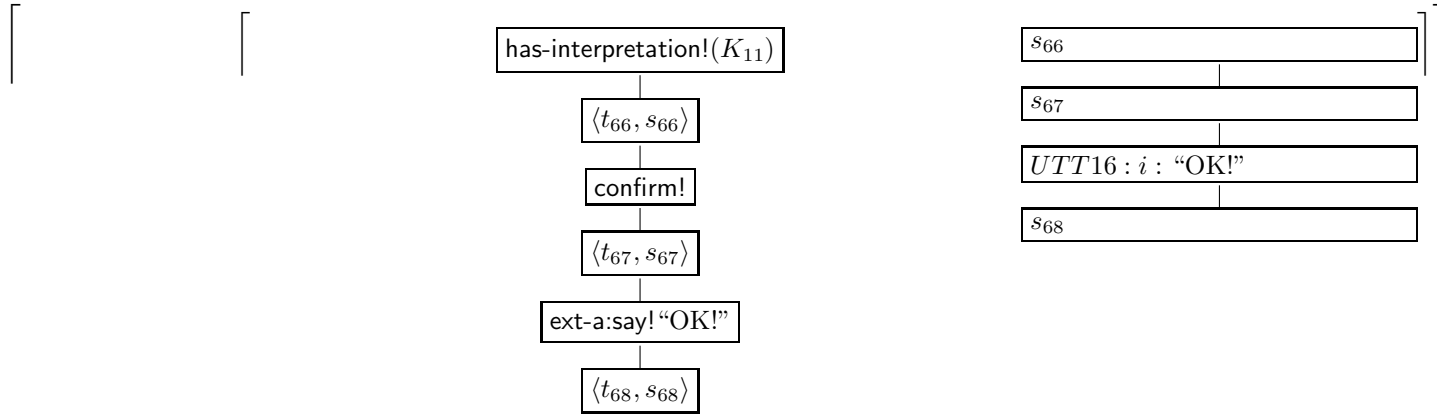 has-interpretation!(K₁₁)
⟨t₆₆, s₆₆⟩
confirm!
⟨t₆₇, s₆₇⟩
ext-a:say! “OK!”
⟨t₆₈, s₆₈⟩
s₆₆
s₆₇
UTT16 : i : “OK!”
s₆₈